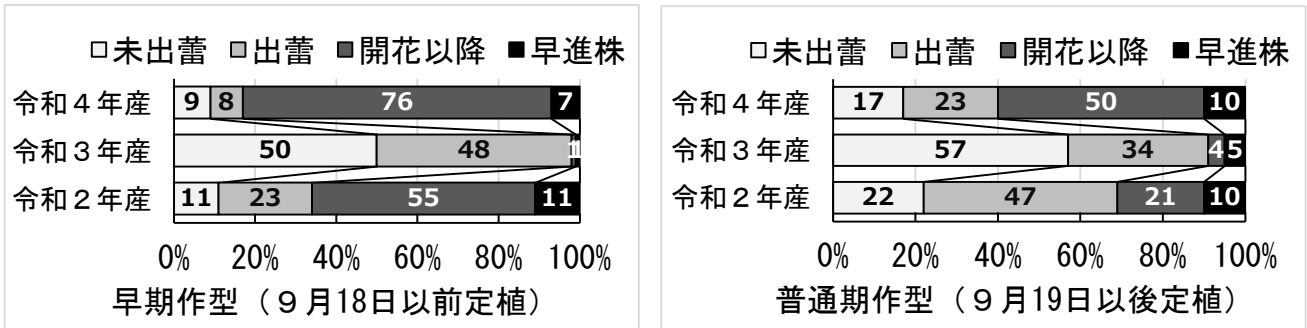 □未出蕾 ■出蕾 ■開花以降 ■早進株
令和４年産 9 8 76 7
令和３年産 50 48 1 1
令和２年産 11 23 55 11
0% 20% 40% 60% 80% 100%
早期作型（９月18日以前定植）
□未出蕾 ■出蕾 ■開花以降 ■早進株
令和４年産 17 23 50 10
令和３年産 57 34 4 5
令和２年産 22 47 21 10
0% 20% 40% 60% 80% 100%
普通期作型（９月19日以後定植）